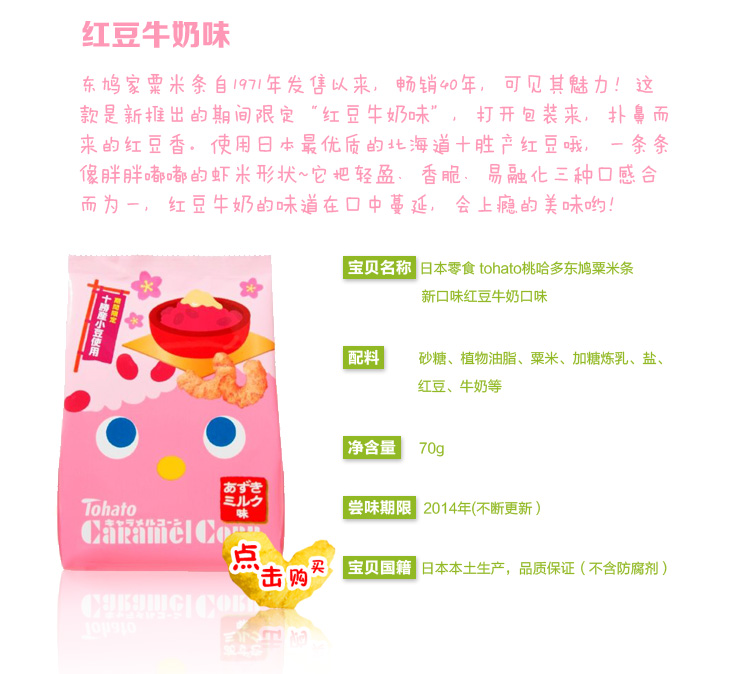 红豆牛奶味
东鸠家粟米条自1971年发售以来，畅销40年，可见其魅力！这
款是新推出的期间限定“红豆牛奶味”，打开包装来，扑鼻而
来的红豆香。使用日本最优质的北海道十胜产红豆哦，一条条
像胖胖嘟嘟的虾米形状~它把轻盈、香脆、易融化三种口感合
而为一，红豆牛奶的味道在口中蔓延，会上瘾的美味哟！
期間限定
十勝産小豆使用
あずき
ミルク
味
Tohato
キャラメルコーン
Caramel Corn
点击购买
宝贝名称 日本零食 tohato桃哈多东鸠粟米条
新口味红豆牛奶口味
配料 砂糖、植物油脂、粟米、加糖炼乳、盐、
红豆、牛奶等
净含量 70g
尝味期限 2014年(不断更新）
宝贝国籍 日本本土生产，品质保证（不含防腐剂）